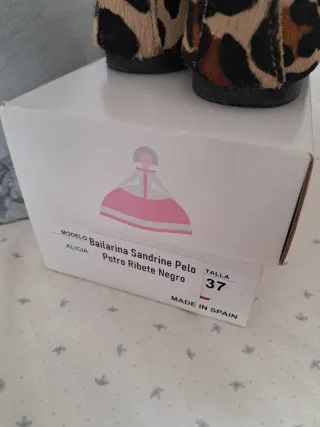 MODELO Bailarina Sandrine Pelo TALLA
ALICIA Potro Ribete Negro 37
MADE IN SPAIN